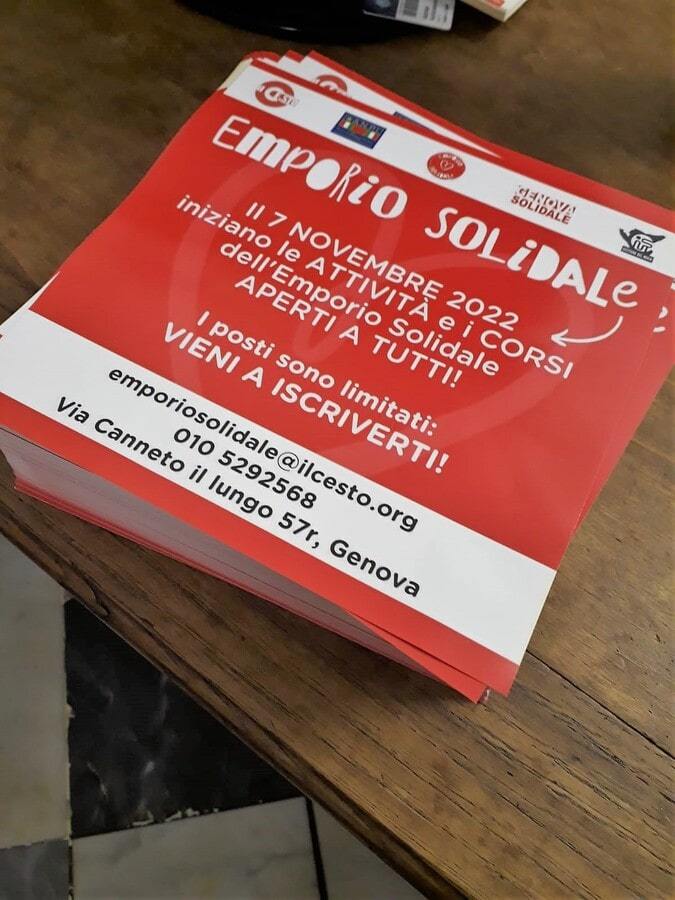 CESTO
GENOVA
SOLIDALE
EMPORiO SOLiDALe
Il 7 NOVEMBRE 2022
iniziano le ATTIVITÀ e i CORSI
dell'Emporio Solidale
APERTI A TUTTI!
I posti sono limitati:
VIENI A ISCRIVERTI!
emporiosolidale@ilcesto.org
010 5292568
Via Canneto il lungo 57r, Genova